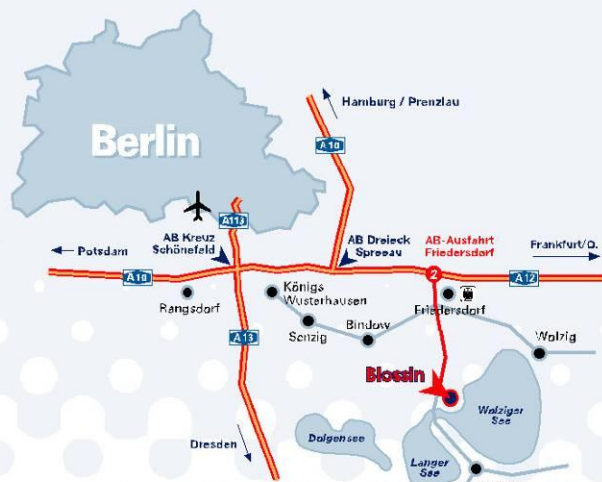 Hamburg / Prenzlau
Berlin
A10
A113
AB Kreuz
Schönefeld
AB Dreieck
Spreeau
AB-Ausfahrt
Friedersdorf
Frankfurt/O.
Potsdam
A10
2
A12
Rangsdorf
Königs
Wusterhausen
Friedersdorf
Senzig
Bindow
Wolzig
A13
Blossin
Wolziger
See
Dolgensee
Dresden
Langer
See